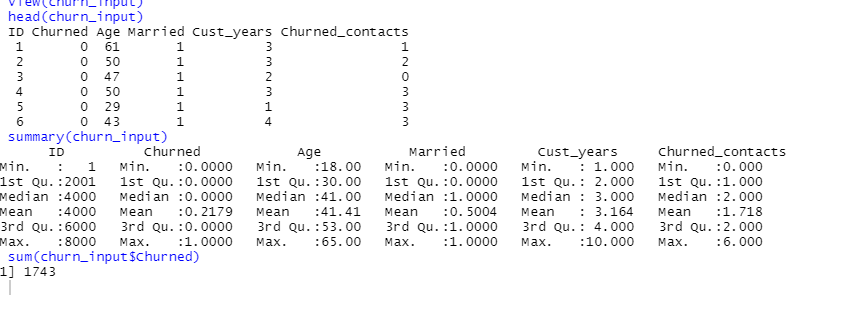 View(churn_input)
head(churn_input)
ID Churned Age Married Cust_years Churned_contacts
1 0 61 1 3 1
2 0 50 1 3 2
3 0 47 1 2 0
4 0 50 1 3 3
5 0 29 1 1 3
6 0 43 1 4 3
summary(churn_input)
ID Churned Age Married Cust_years Churned_contacts
Min. : 1 Min. :0.0000 Min. :18.00 Min. :0.0000 Min. : 1.000 Min. :0.000
1st Qu.:2001 1st Qu.:0.0000 1st Qu.:30.00 1st Qu.:0.0000 1st Qu.: 2.000 1st Qu.:1.000
Median :4000 Median :0.0000 Median :41.00 Median :1.0000 Median : 3.000 Median :2.000
Mean :4000 Mean :0.2179 Mean :41.41 Mean :0.5004 Mean : 3.164 Mean :1.718
3rd Qu.:6000 3rd Qu.:0.0000 3rd Qu.:53.00 3rd Qu.:1.0000 3rd Qu.: 4.000 3rd Qu.:2.000
Max. :8000 Max. :1.0000 Max. :65.00 Max. :1.0000 Max. :10.000 Max. :6.000
sum(churn_input$Churned)
1] 1743